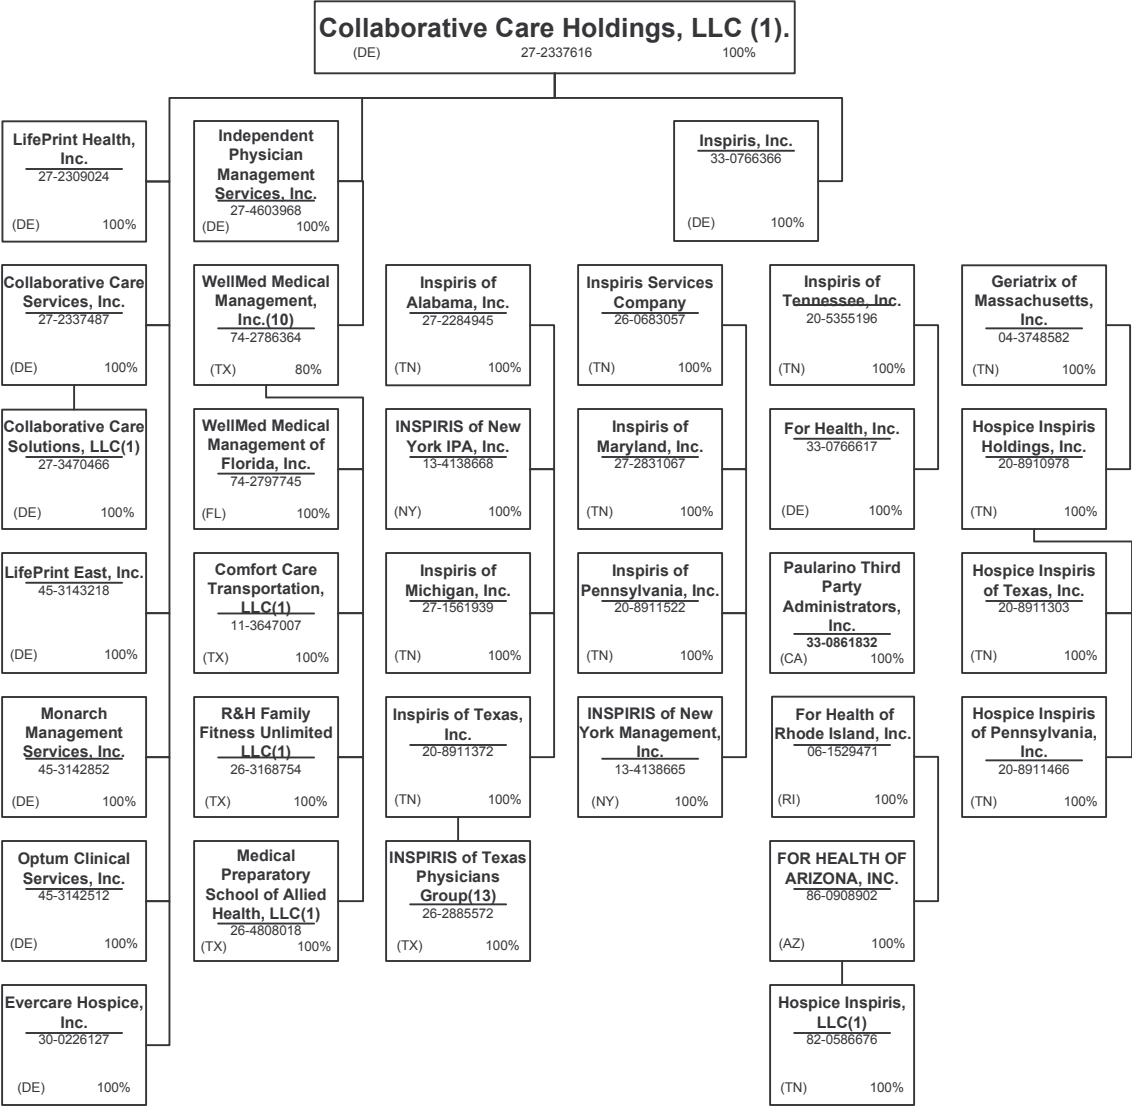 Collaborative Care Holdings, LLC (1).
(DE) 27-2337616 100%
LifePrint Health,
Inc.
27-2309024
(DE) 100%
Independent
Physician
Management
Services, Inc.
27-4603968
(DE) 100%
Inspiris, Inc.
33-0766366
(DE) 100%
Collaborative Care
Services, Inc.
27-2337487
(DE) 100%
WellMed Medical
Management,
Inc.(10)
74-2786364
(TX) 80%
Inspiris of
Alabama, Inc.
27-2284945
(TN) 100%
Inspiris Services
Company
26-0683057
(TN) 100%
Inspiris of
Tennessee, Inc.
20-5355196
(TN) 100%
Geriatrix of
Massachusetts,
Inc.
04-3748582
(TN) 100%
Collaborative Care
Solutions, LLC(1)
27-3470466
(DE) 100%
WellMed Medical
Management of
Florida, Inc.
74-2797745
(FL) 100%
INSPIRIS of New
York IPA, Inc.
13-4138668
(NY) 100%
Inspiris of
Maryland, Inc.
27-2831067
(TN) 100%
For Health, Inc.
33-0766617
(DE) 100%
Hospice Inspiris
Holdings, Inc.
20-8910978
(TN) 100%
LifePrint East, Inc.
45-3143218
(DE) 100%
Comfort Care
Transportation,
LLC(1)
11-3647007
(TX) 100%
Inspiris of
Michigan, Inc.
27-1561939
(TN) 100%
Inspiris of
Pennsylvania, Inc.
20-8911522
(TN) 100%
Paularino Third
Party
Administrators,
Inc.
33-0861832
(CA) 100%
Hospice Inspiris
of Texas, Inc.
20-8911303
(TN) 100%
Monarch
Management
Services, Inc.
45-3142852
(DE) 100%
R&H Family
Fitness Unlimited
LLC(1)
26-3168754
(TX) 100%
Inspiris of Texas,
Inc.
20-8911372
(TN) 100%
INSPIRIS of New
York Management,
Inc.
13-4138665
(NY) 100%
For Health of
Rhode Island, Inc.
06-1529471
(RI) 100%
Hospice Inspiris
of Pennsylvania,
Inc.
20-8911466
(TN) 100%
Optum Clinical
Services, Inc.
45-3142512
(DE) 100%
Medical
Preparatory
School of Allied
Health, LLC(1)
26-4808018
(TX) 100%
INSPIRIS of Texas
Physicians
Group(13)
26-2885572
(TX) 100%
FOR HEALTH OF
ARIZONA, INC.
86-0908902
(AZ) 100%
Evercare Hospice,
Inc.
30-0226127
(DE) 100%
Hospice Inspiris,
LLC(1)
82-0586676
(TN) 100%